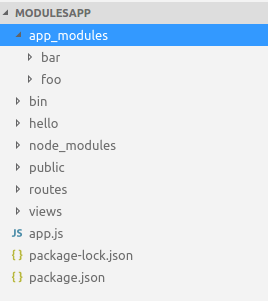 MODULESAPP
app_modules
bar
foo
bin
hello
node_modules
public
routes
views
JS app.js
{ } package-lock.json
{ } package.json